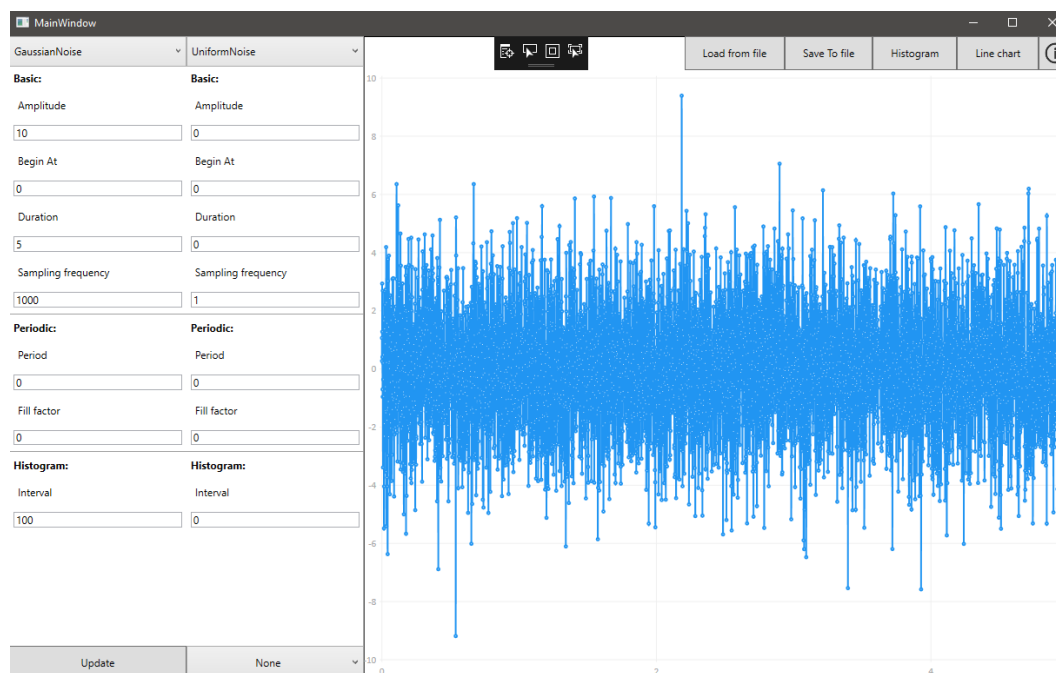 MainWindow
GaussianNoise UniformNoise
Load from file Save To file Histogram Line chart
Basic: Basic:
Amplitude Amplitude
10 0
Begin At Begin At
0 0
Duration Duration
5 0
Sampling frequency Sampling frequency
1000 1
Periodic: Periodic:
Period Period
0 0
Fill factor Fill factor
0 0
Histogram: Histogram:
Interval Interval
100 0
Update None
10
8
6
4
2
0
-2
-4
-6
-8
-10
0 2 4